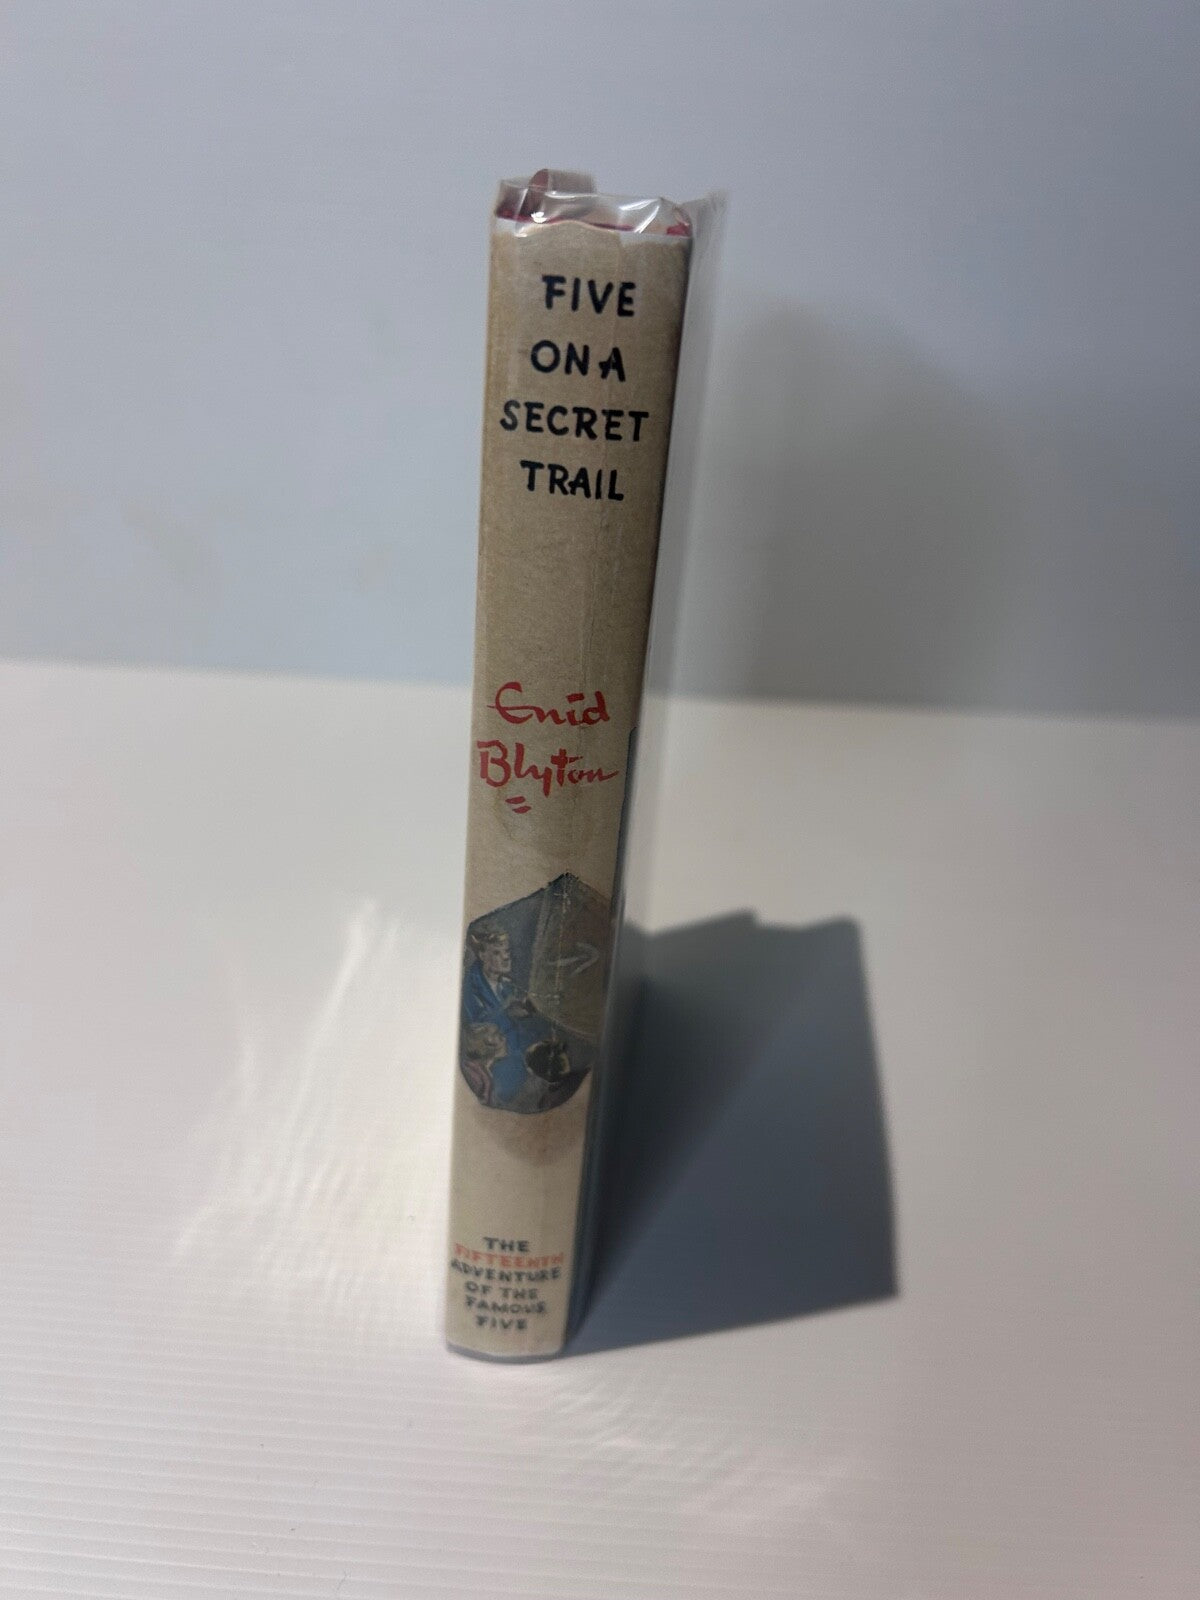 FIVE
ON A
SECRET
TRAIL
Enid
Blyton
THE
FIFTEENTH
ADVENTURE
OF THE
FAMOUS
FIVE